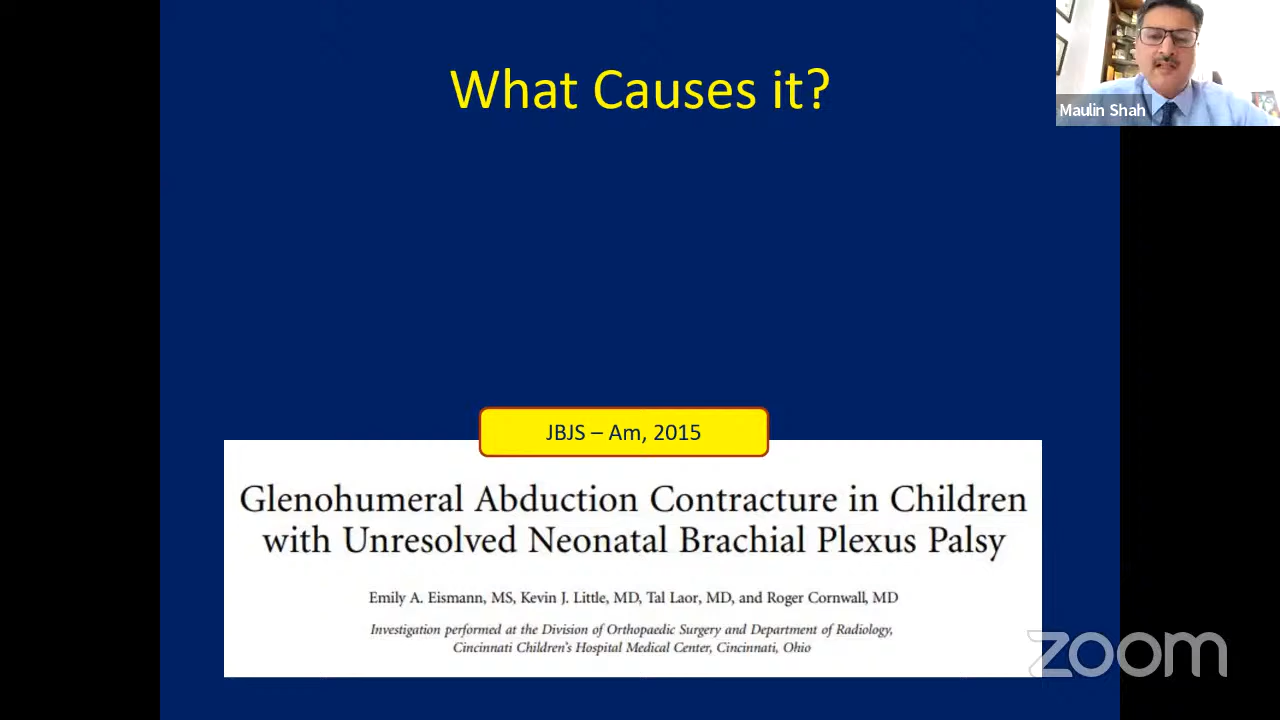 What Causes it?
Maulin Shah
JBJS – Am, 2015
Glenohumeral Abduction Contracture in Children
with Unresolved Neonatal Brachial Plexus Palsy
Emily A. Eismann, MS, Kevin J. Little, MD, Tal Laor, MD, and Roger Cornwall, MD
Investigation performed at the Division of Orthopaedic Surgery and Department of Radiology,
Cincinnati Children's Hospital Medical Center, Cincinnati, Ohio
zoom